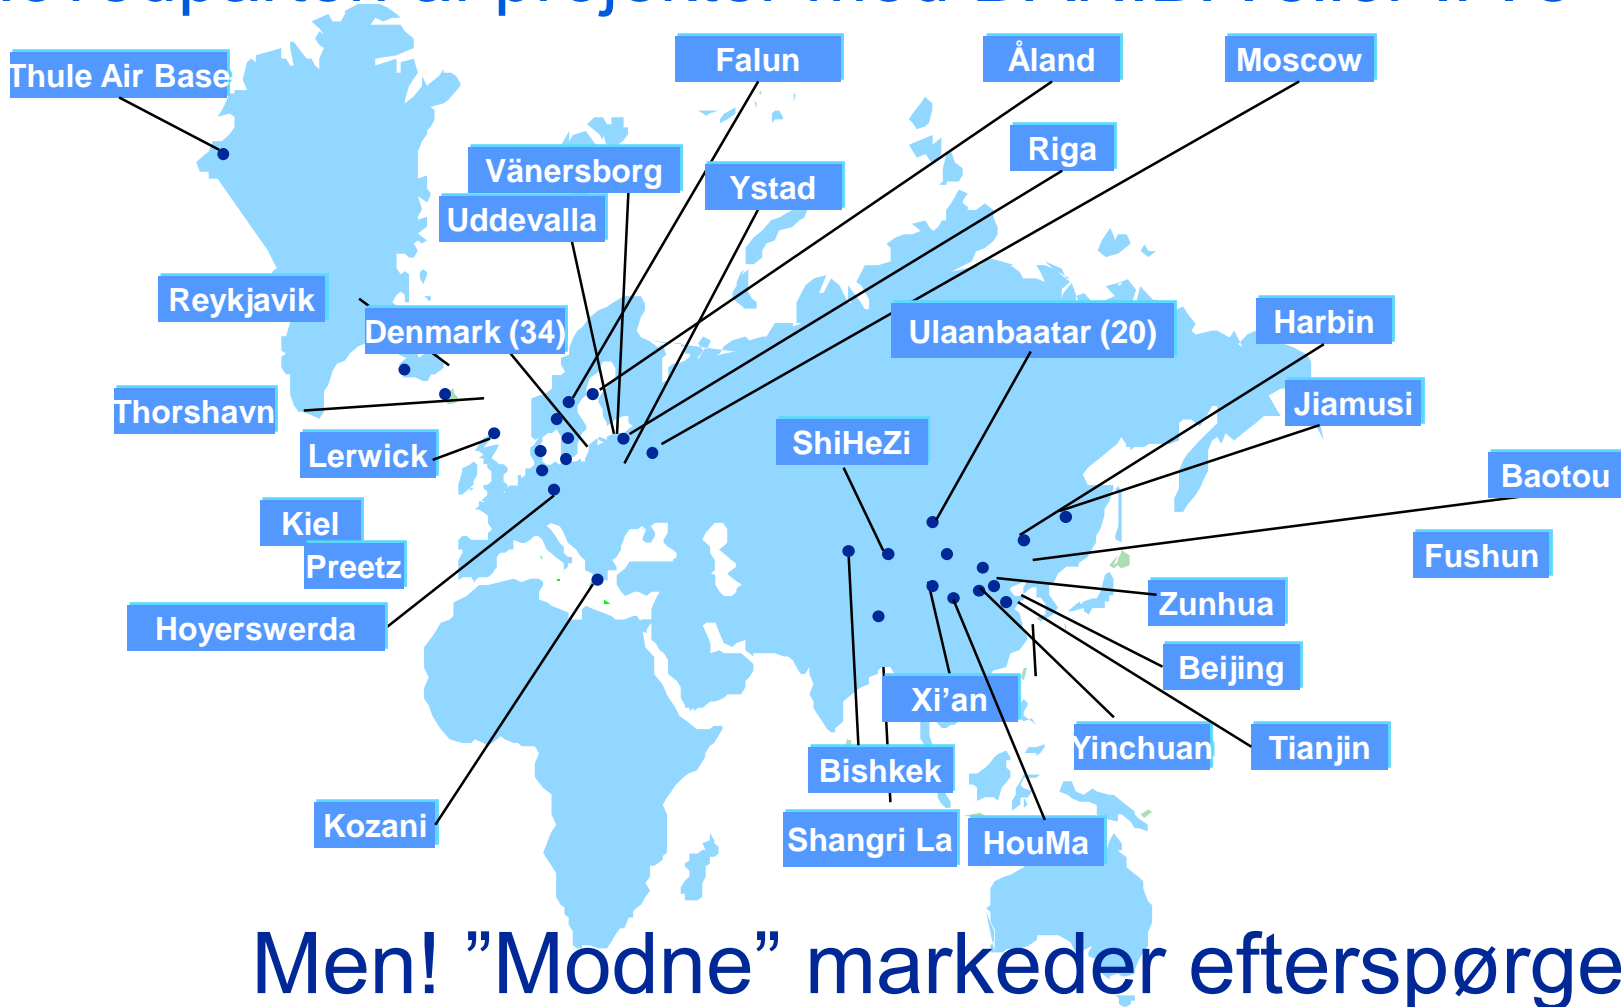 Falun
Åland
Moscow
Thule Air Base
Riga
Vänersborg
Ystad
Uddevalla
Reykjavik
Denmark (34)
Ulaanbaatar (20)
Harbin
Thorshavn
Jiamusi
Lerwick
ShiHeZi
Baotou
Kiel
Fushun
Preetz
Zunhua
Hoyerswerda
Beijing
Xi’an
Yinchuan
Tianjin
Bishkek
Kozani
Shangri La
HouMa
Men! ”Modne” markeder efterspørge